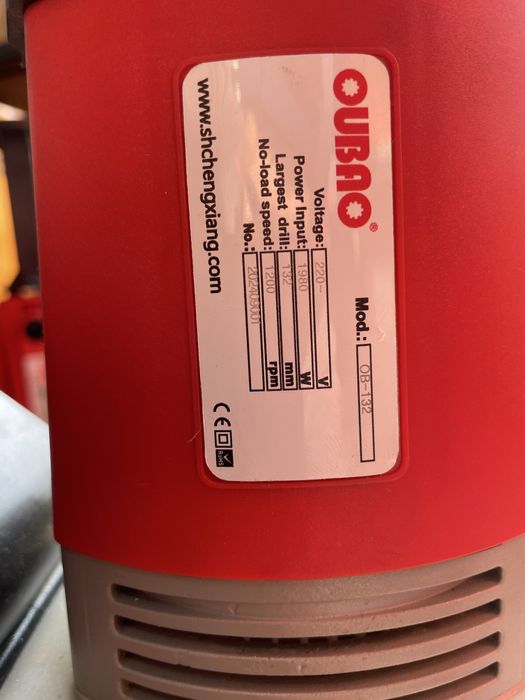 OUBAO®
Mod.: OB-132
Voltage: 220~ V
Power Input: 1980 W
Largest drill: 132 mm
No-load speed: 1200 rpm
No.: 202409001
www.shchengxiang.com
CE RoHS